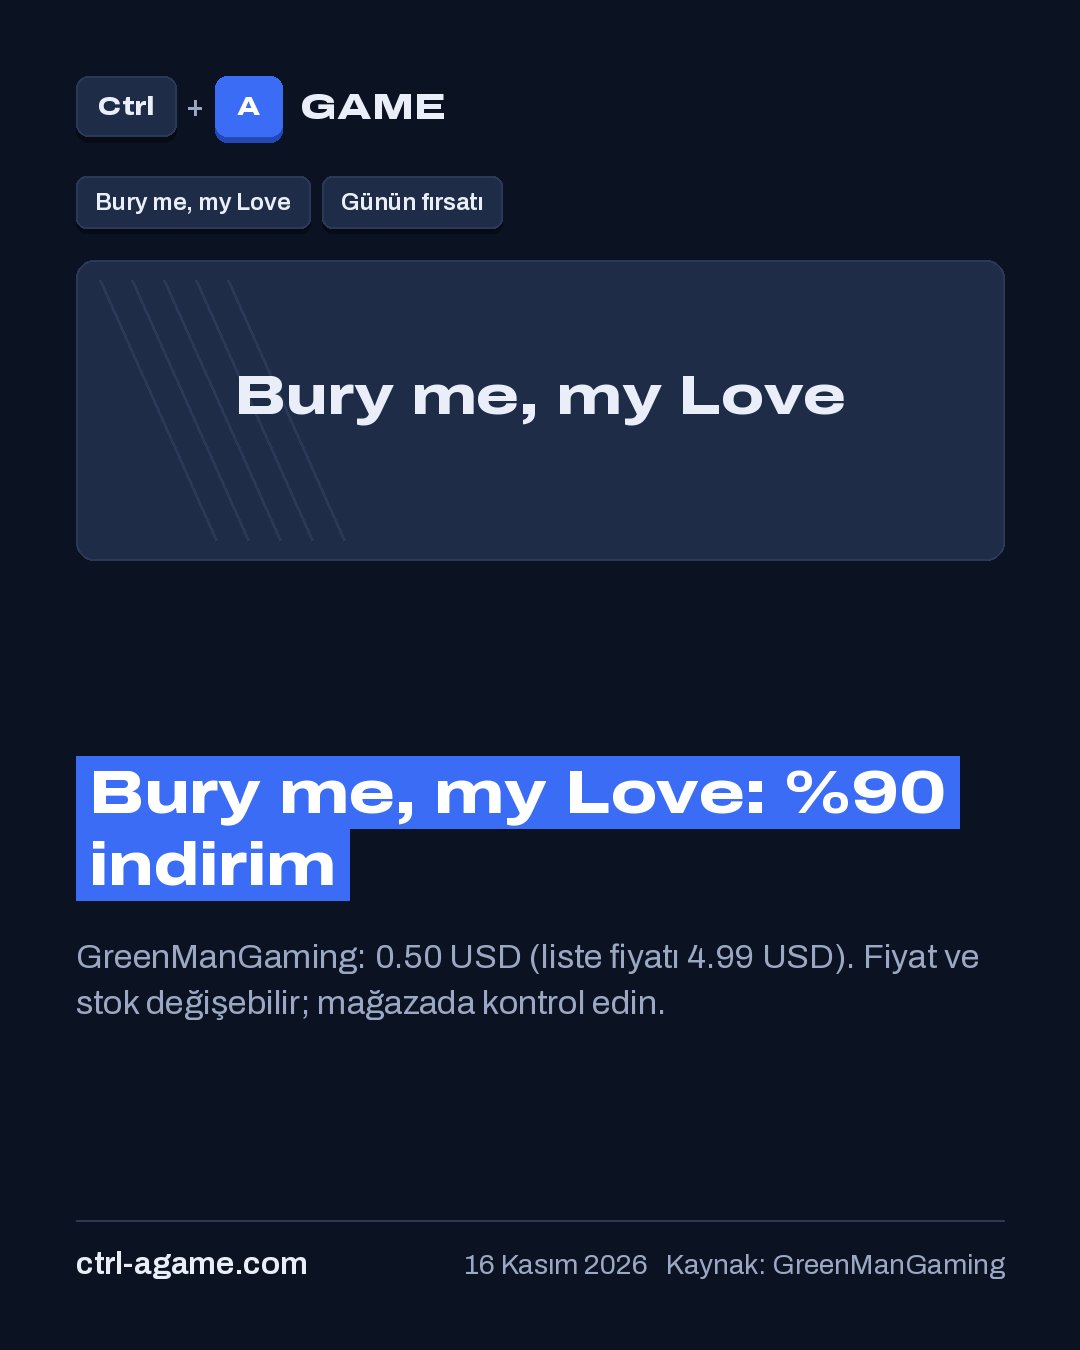 Ctrl + A GAME
Bury me, my Love Günün fırsatı
Bury me, my Love
Bury me, my Love: %90
indirim
GreenManGaming: 0.50 USD (liste fiyatı 4.99 USD). Fiyat ve
stok değişebilir; mağazada kontrol edin.
ctrl-agame.com 16 Kasım 2026 Kaynak: GreenManGaming